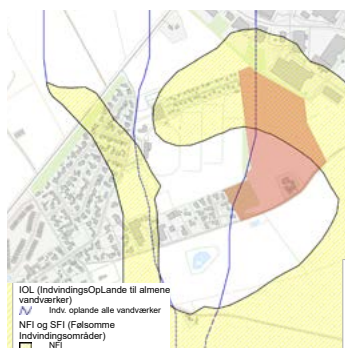 IOL (IndvindingsOpLande til almene
vandværker)
Indv. oplande alle vandværker
NFI og SFI (Følsomme
Indvindingsområder)
NFI